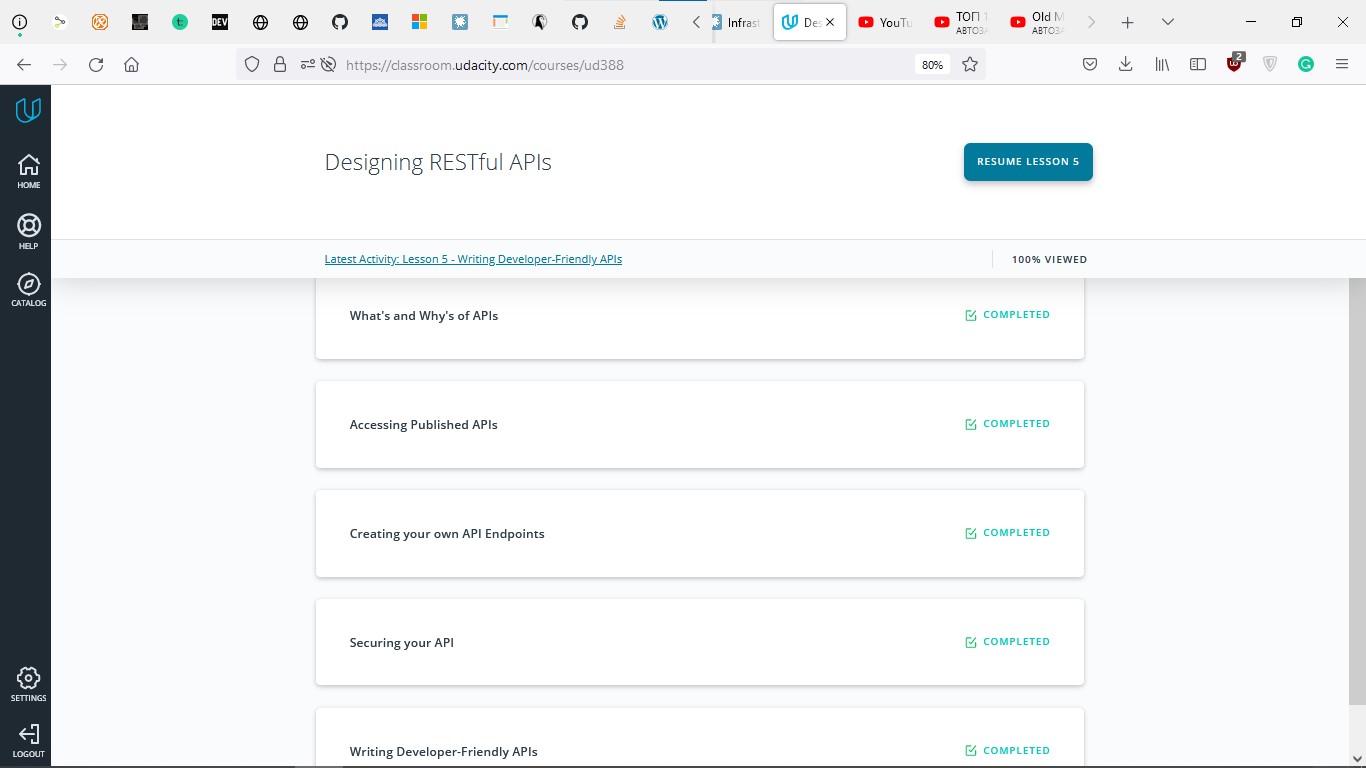 DEV
Infrast
Des
YouTu
ТОП 1
АВТОЗА
Old M
АВТОЗА
https://classroom.udacity.com/courses/ud388
80%
2
HOME
HELP
CATALOG
SETTINGS
LOGOUT
Designing RESTful APIs
RESUME LESSON 5
Latest Activity: Lesson 5 - Writing Developer-Friendly APIs
100% VIEWED
What's and Why's of APIs
COMPLETED
Accessing Published APIs
COMPLETED
Creating your own API Endpoints
COMPLETED
Securing your API
COMPLETED
Writing Developer-Friendly APIs
COMPLETED